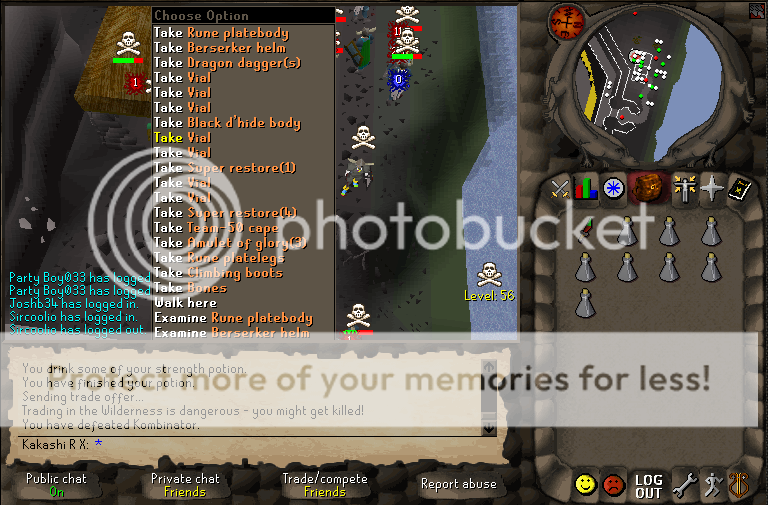 Choose Option
Take Rune platebody
Take Berserker helm
Take Dragon dagger(s)
Take Vial
Take Vial
Take Vial
Take Black d'hide body
Take Vial
Take Vial
Take Super restore(1)
Take Vial
Take Vial
Take Super restore(4)
Take Team-50 cape
Take Amulet of glory(3)
Take Rune platelegs
Take Climbing boots
Take Bones
Walk here
Examine Rune platebody
Examine Berserker helm
1
11
0
Level: 56
Party Boy033 has logged
Party Boy033 has logged
Joshb34 has logged in.
Sircoolio has logged in.
Sircoolio has logged out
photobucket
Protect more of your memories for less!
You drink some of your strength potion.
You have finished your potion.
Sending trade offer...
Trading in the Wilderness is dangerous - you might get killed!
You have defeated Kombinator.
Kakashi R X: *
Public chat
On
Private chat
Friends
Trade/compete
Friends
Report abuse
LOG
OUT